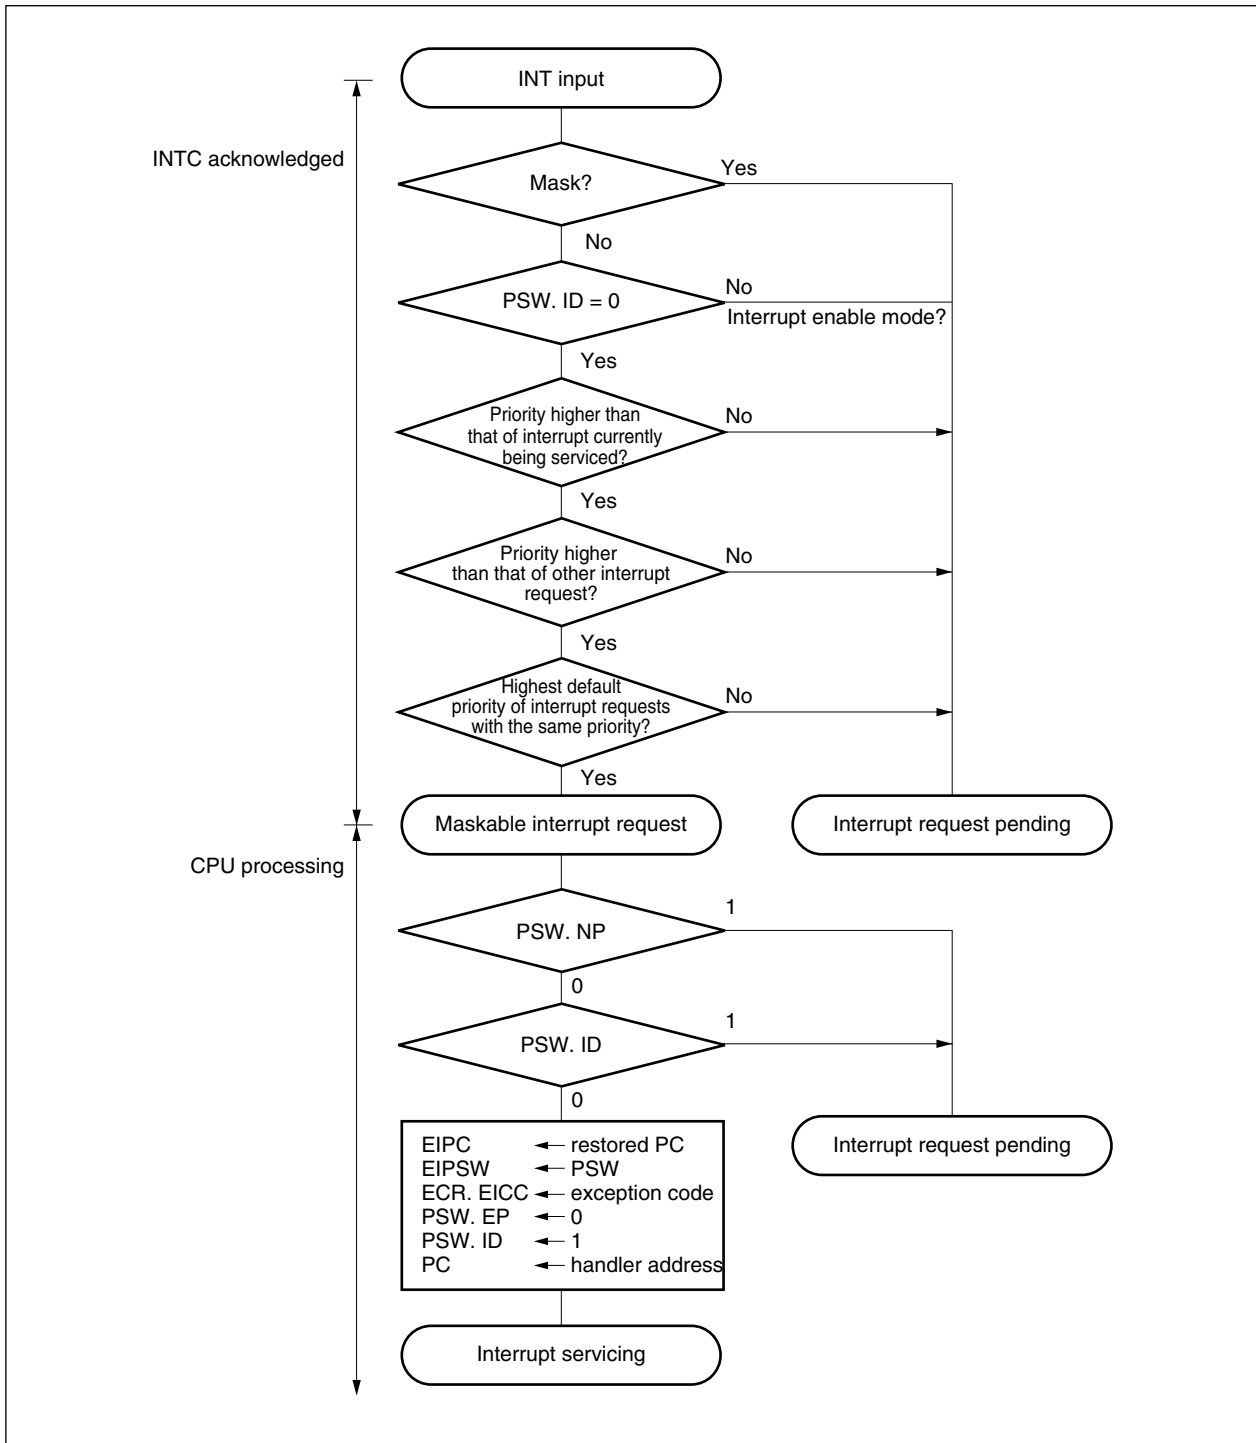 INT input
INTC acknowledged
Mask?
Yes
No
PSW. ID = 0
No
Interrupt enable mode?
Yes
Priority higher than
that of interrupt currently
being serviced?
No
Yes
Priority higher
than that of other interrupt
request?
No
Yes
Highest default
priority of interrupt requests
with the same priority?
No
Yes
Maskable interrupt request
Interrupt request pending
CPU processing
PSW. NP
1
0
PSW. ID
1
0
Interrupt request pending
EIPC ← restored PC
EIPSW ← PSW
ECR. EICC ← exception code
PSW. EP ← 0
PSW. ID ← 1
PC ← handler address
Interrupt servicing